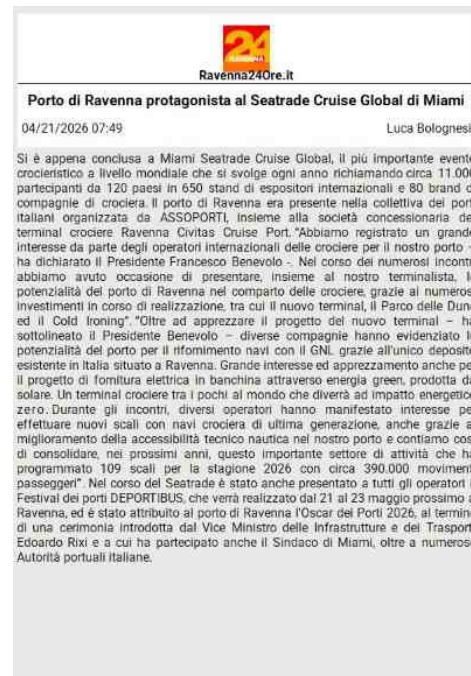 24
RAVENNA
Ravenna24Ore.it
Porto di Ravenna protagonista al Seatrade Cruise Global di Miami
04/21/2026 07:49
Luca Bolognesi
Si è appena conclusa a Miami Seatrade Cruise Global, il più importante evento
crocieristico a livello mondiale che si svolge ogni anno richiamando circa 11.000
partecipanti da 120 paesi in 650 stand di espositori internazionali e 80 brand d
compagnie di crociera. Il porto di Ravenna era presente nella collettiva dei port
italiani organizzata da ASSOPORTI, insieme alla società concessionaria de
terminal crociere Ravenna Civitas Cruise Port. "Abbiamo registrato un grande
interesse da parte degli operatori internazionali delle crociere per il nostro porto -
ha dichiarato il Presidente Francesco Benevolo -. Nel corso dei numerosi incontr
abbiamo avuto occasione di presentare, insieme al nostro terminalista, l
potenzialità del porto di Ravenna nel comparto delle crociere, grazie ai numeros
investimenti in corso di realizzazione, tra cui il nuovo terminal, il Parco delle Dun
ed il Cold Ironing". "Oltre ad apprezzare il progetto del nuovo terminal – ha
sottolineato il Presidente Benevolo – diverse compagnie hanno evidenziato l
potenzialità del porto per il rifornimento navi con il GNL grazie all'unico deposito
esistente in Italia situato a Ravenna. Grande interesse ed apprezzamento anche pe
il progetto di fornitura elettrica in banchina attraverso energia green, prodotta da
solare. Un terminal crociere tra i pochi al mondo che diverrà ad impatto energetico
zero. Durante gli incontri, diversi operatori hanno manifestato interesse pe
effettuare nuovi scali con navi crociera di ultima generazione, anche grazie a
miglioramento della accessibilità tecnico nautica nel nostro porto e contiamo cos
di consolidare, nei prossimi anni, questo importante settore di attività che ha
programmato 109 scali per la stagione 2026 con circa 390.000 moviment
passeggeri". Nel corso del Seatrade è stato anche presentato a tutti gli operatori i
Festival dei porti DEPORTIBUS, che verrà realizzato dal 21 al 23 maggio prossimo a
Ravenna, ed è stato attribuito al porto di Ravenna l'Oscar dei Porti 2026, al termin
di una cerimonia introdotta dal Vice Ministro delle Infrastrutture e dei Trasport
Edoardo Rixi e a cui ha partecipato anche il Sindaco di Miami, oltre a numerose
Autorità portuali italiane.